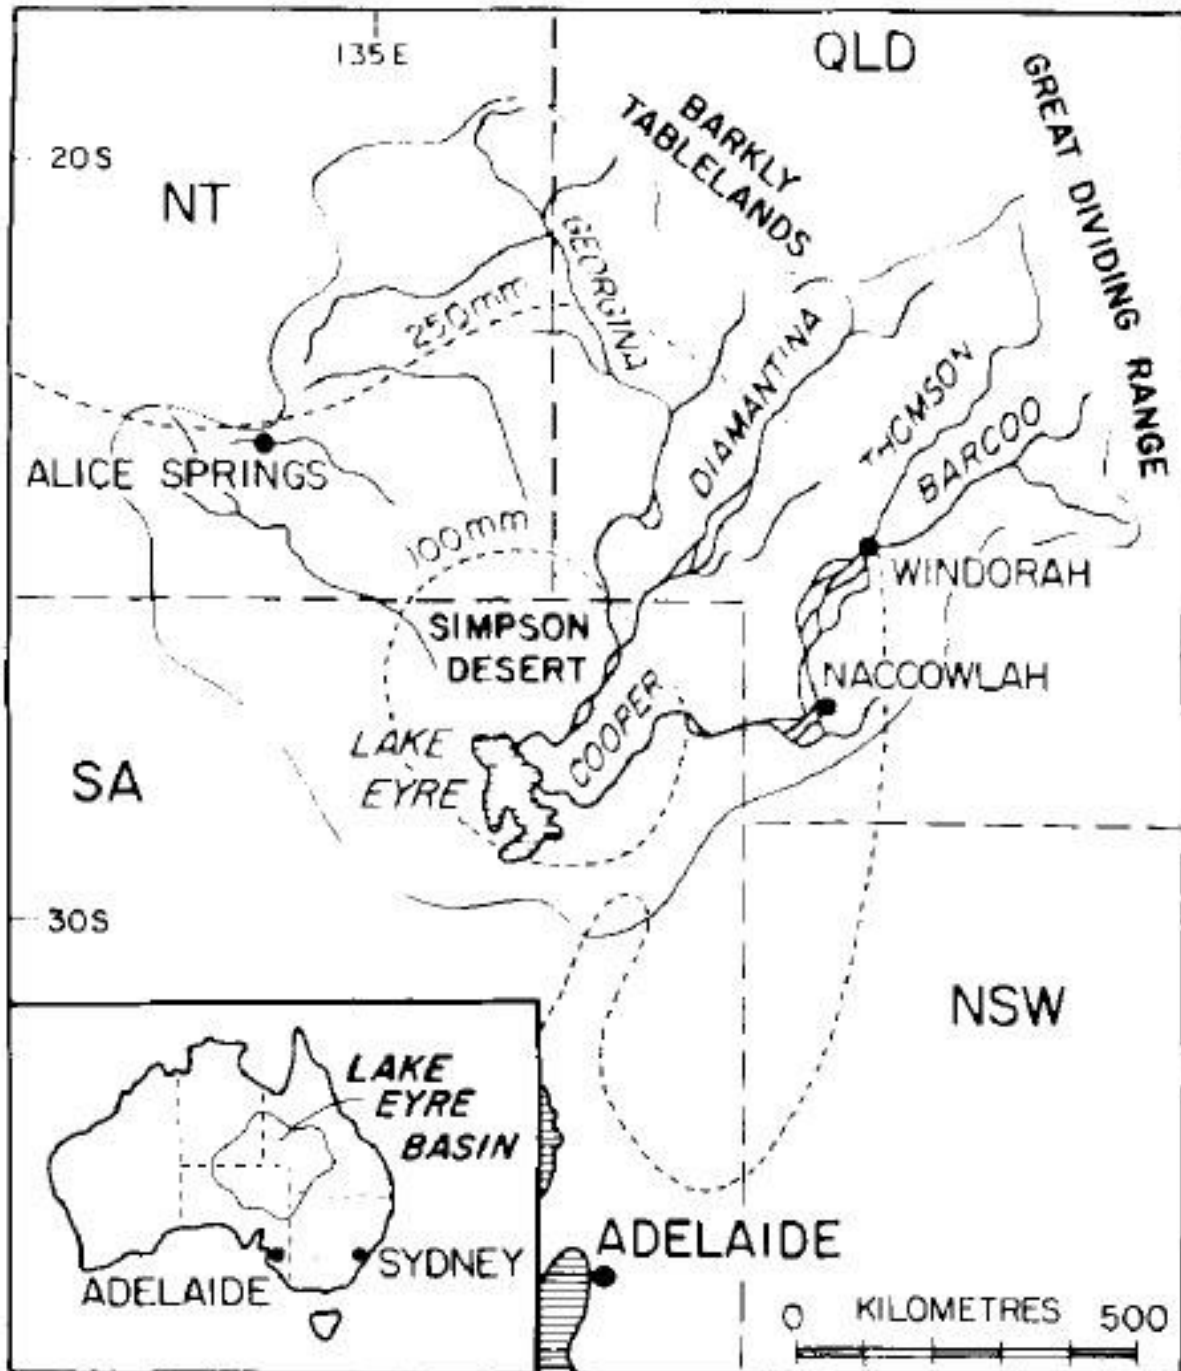 135 E
QLD
20S
NT
BARKLY
TABLELANDS
GREAT DIVIDING RANGE
GEORGINA
250mm
DIAMANTINA
THOMSON
BARCOO
ALICE SPRINGS
100mm
WINDORAH
SIMPSON
DESERT
NACCOWLAH
COOPER
LAKE
EYRE
SA
30S
NSW
LAKE
EYRE
BASIN
ADELAIDE
SYDNEY
ADELAIDE
0 KILOMETRES 500